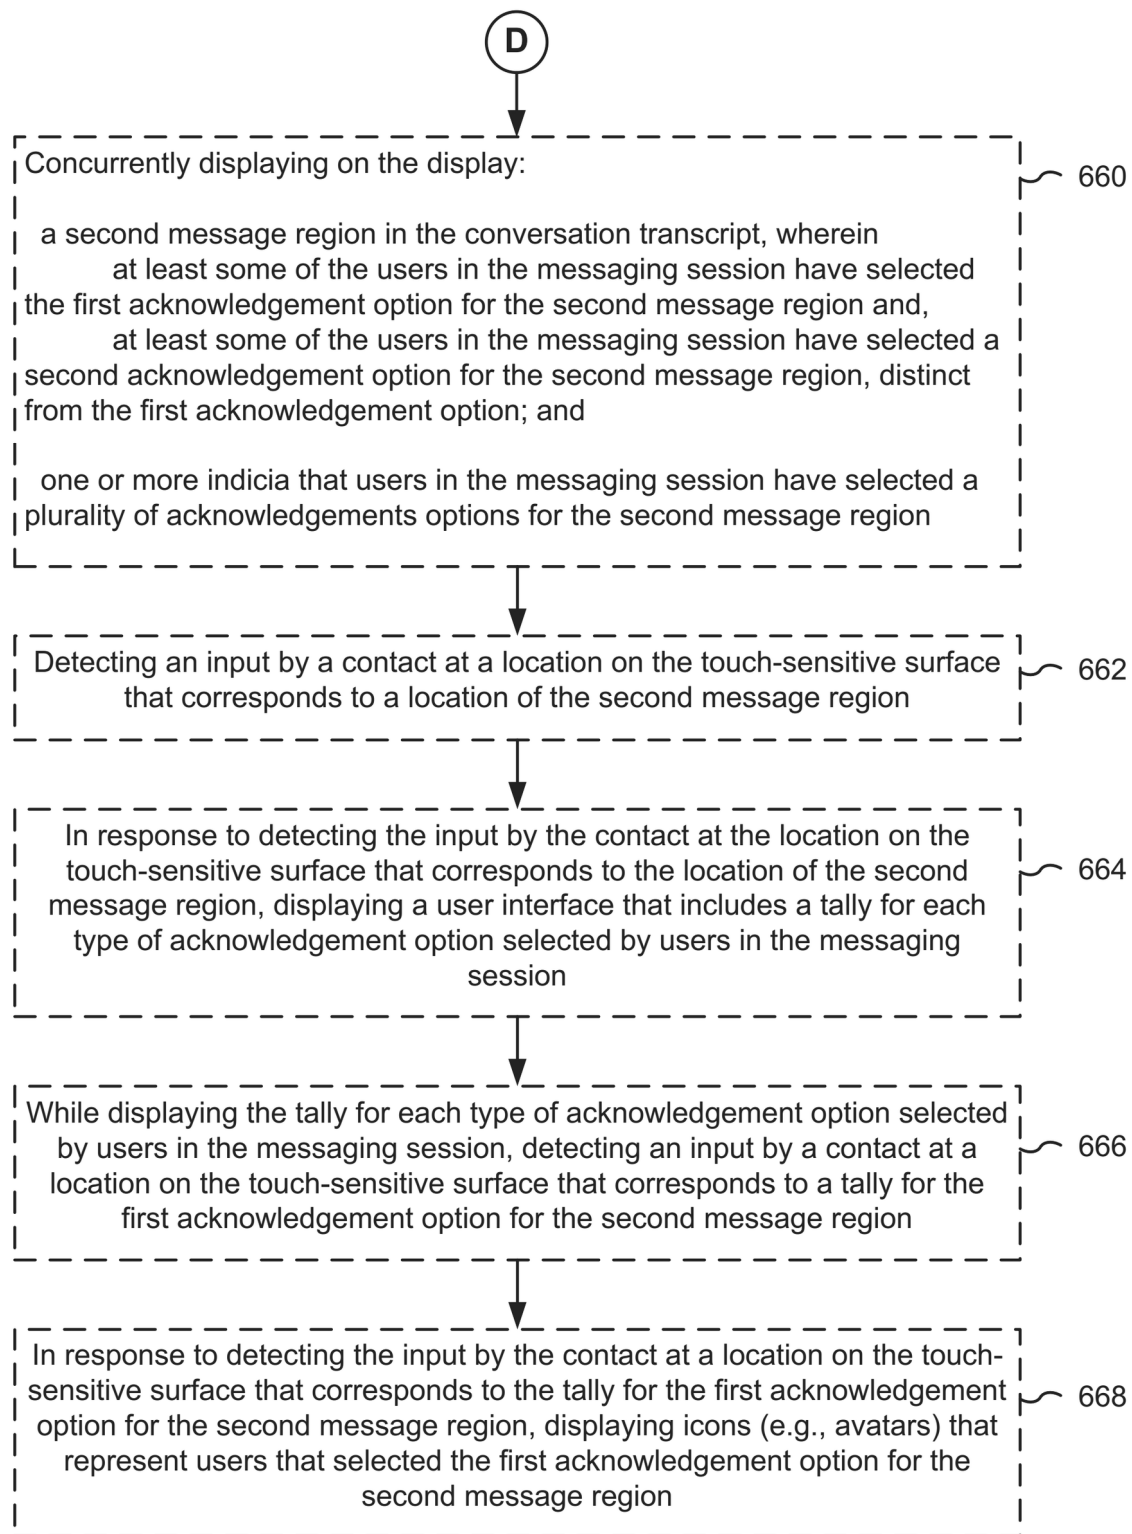 D
Concurrently displaying on the display:
660
a second message region in the conversation transcript, wherein
at least some of the users in the messaging session have selected
the first acknowledgement option for the second message region and,
at least some of the users in the messaging session have selected a
second acknowledgement option for the second message region, distinct
from the first acknowledgement option; and
one or more indicia that users in the messaging session have selected a
plurality of acknowledgements options for the second message region
Detecting an input by a contact at a location on the touch-sensitive surface
that corresponds to a location of the second message region
662
In response to detecting the input by the contact at the location on the
touch-sensitive surface that corresponds to the location of the second
message region, displaying a user interface that includes a tally for each
type of acknowledgement option selected by users in the messaging
session
664
While displaying the tally for each type of acknowledgement option selected
by users in the messaging session, detecting an input by a contact at a
location on the touch-sensitive surface that corresponds to a tally for the
first acknowledgement option for the second message region
666
In response to detecting the input by the contact at a location on the touch-
sensitive surface that corresponds to the tally for the first acknowledgement
option for the second message region, displaying icons (e.g., avatars) that
represent users that selected the first acknowledgement option for the
second message region
668